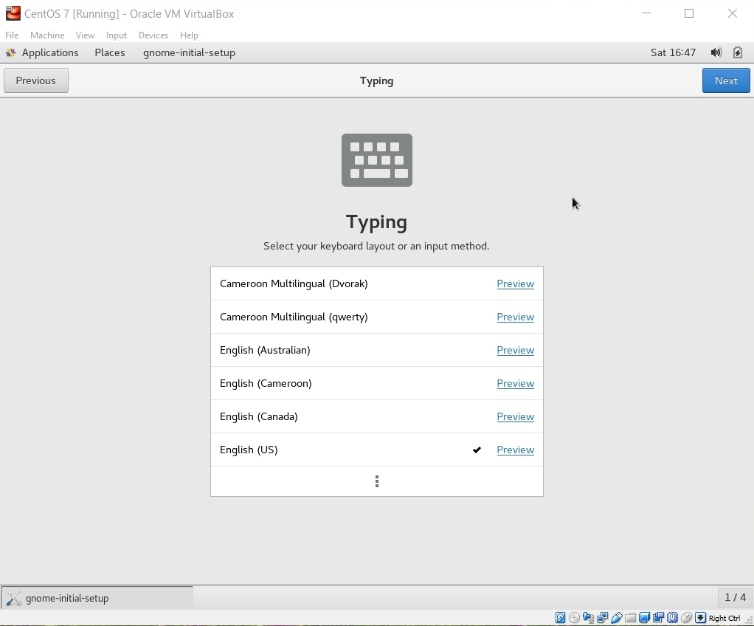 CentOS 7 [Running] - Oracle VM VirtualBox
File Machine View Input Devices Help
Applications Places gnome-initial-setup Sat 16:47
Previous Typing Next
Typing
Select your keyboard layout or an input method.
Cameroon Multilingual (Dvorak) Preview
Cameroon Multilingual (qwerty) Preview
English (Australian) Preview
English (Cameroon) Preview
English (Canada) Preview
English (US) Preview
gnome-initial-setup 1 / 4
Right Ctrl